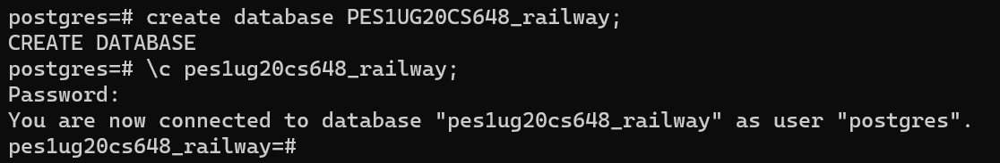 postgres=# create database PES1UG20CS648_railway;
CREATE DATABASE
postgres=# \c pes1ug20cs648_railway;
Password:
You are now connected to database "pes1ug20cs648_railway" as user "postgres".
pes1ug20cs648_railway=#